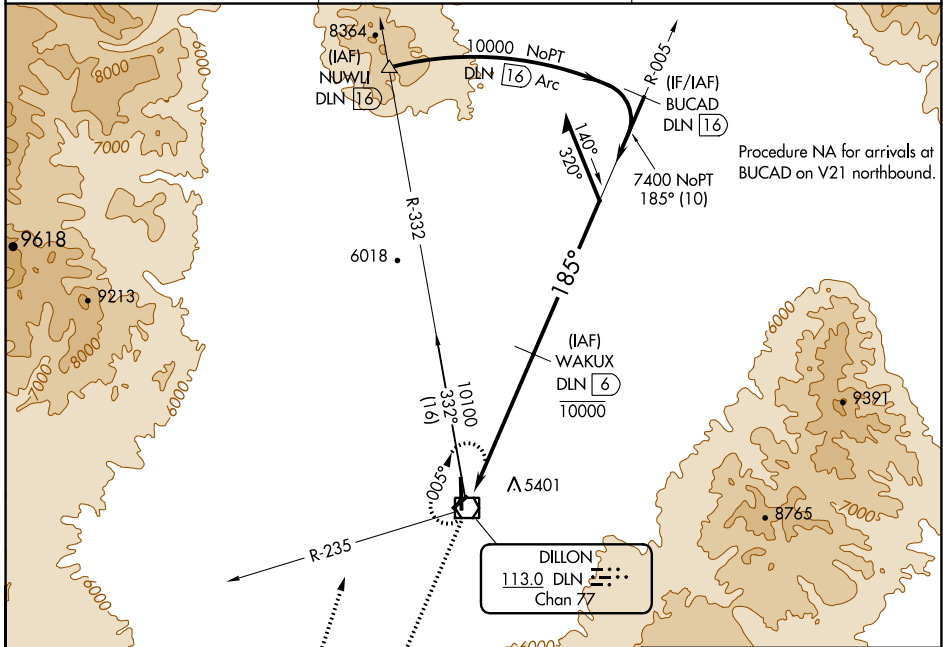 8364
(IAF)
NUWLI
DLN 16
10000 NoPT
DLN 16 Arc
R-005
(IF/IAF)
BUCAD
DLN 16
6000
8000
7000
140°
320°
7400 NoPT
185° (10)
Procedure NA for arrivals at
BUCAD on V21 northbound.
R-332
9618
6018
185°
9213
8000
7000
6000
6000
(IAF)
WAKUX
DLN 6
10000
10100
332°
(16)
9391
005°
5401
7000
8765
R-235
DILLON
113.0 DLN
Chan 77
6000
6000
6000